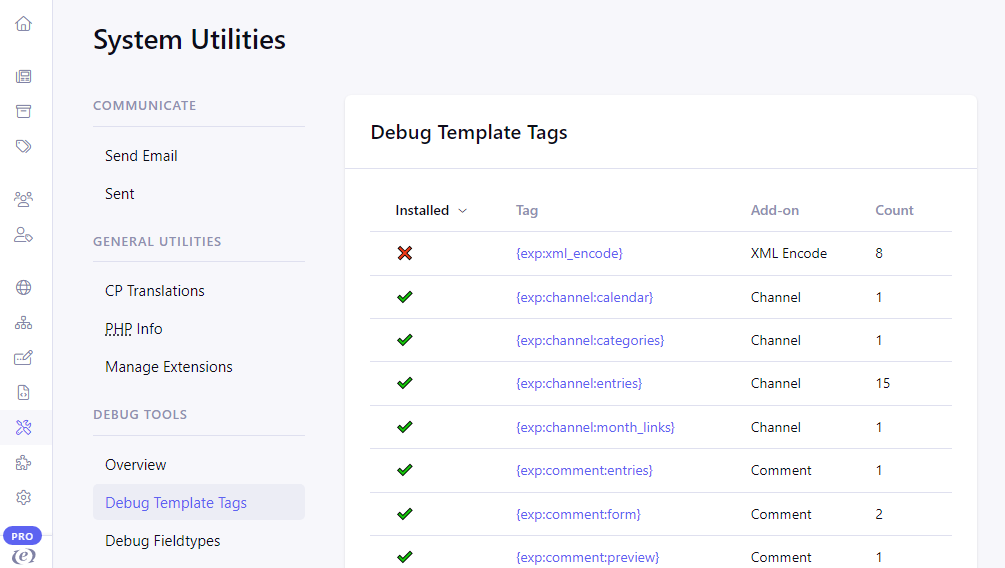 System Utilities
COMMUNICATE
Send Email
Sent
GENERAL UTILITIES
CP Translations
PHP Info
Manage Extensions
DEBUG TOOLS
Overview
Debug Template Tags
Debug Fieldtypes
PRO
e
Debug Template Tags
Installed Tag Add-on Count
{exp:xml_encode} XML Encode 8
{exp:channel:calendar} Channel 1
{exp:channel:categories} Channel 1
{exp:channel:entries} Channel 15
{exp:channel:month_links} Channel 1
{exp:comment:entries} Comment 1
{exp:comment:form} Comment 2
{exp:comment:preview} Comment 1